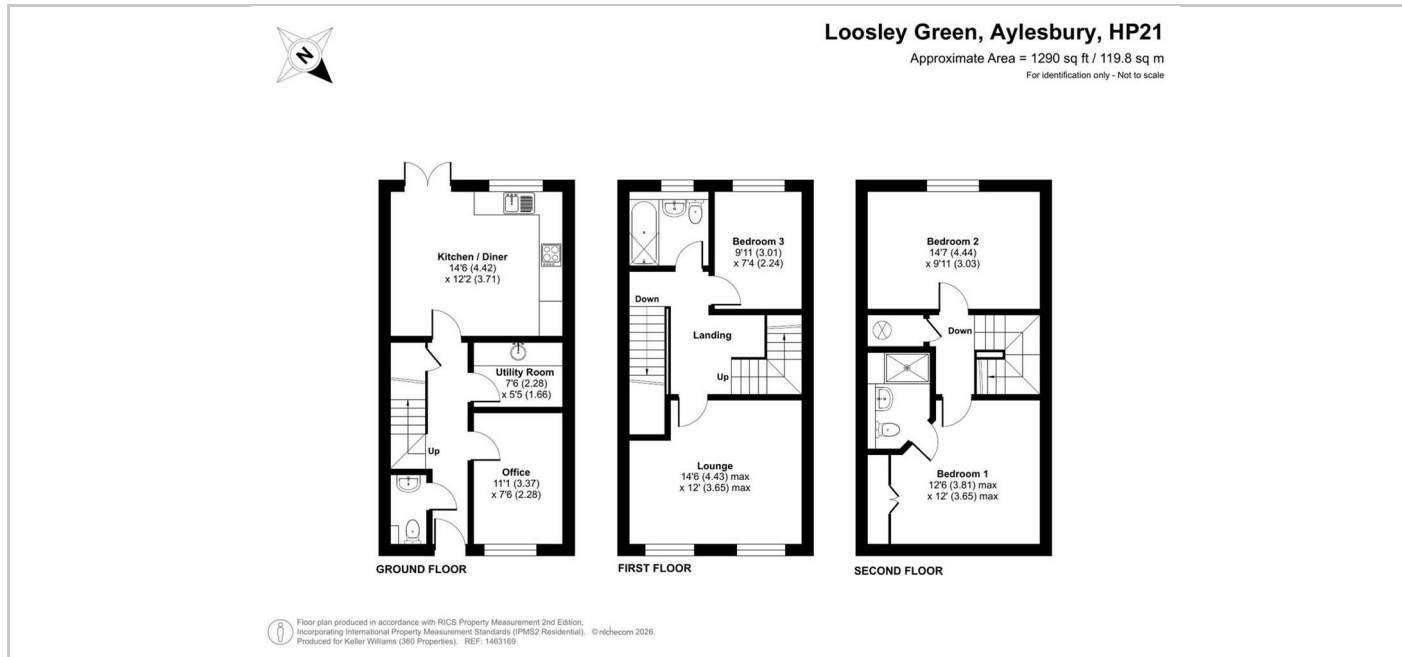 N
Loosley Green, Aylesbury, HP21
Approximate Area = 1290 sq ft / 119.8 sq m
For identification only - Not to scale
Kitchen / Diner
14'6 (4.42)
x 12'2 (3.71)
Utility Room
7'6 (2.28)
x 5'5 (1.66)
Up
Office
11'1 (3.37)
x 7'6 (2.28)
GROUND FLOOR
Bedroom 3
9'11 (3.01)
x 7'4 (2.24)
Down
Landing
Up
Lounge
14'6 (4.43) max
x 12' (3.65) max
FIRST FLOOR
Bedroom 2
14'7 (4.44)
x 9'11 (3.03)
Down
Bedroom 1
12'6 (3.81) max
x 12' (3.65) max
SECOND FLOOR
Floor plan produced in accordance with RICS Property Measurement 2nd Edition,
Incorporating International Property Measurement Standards (IPMS2 Residential). © nichecom 2026.
Produced for Keller Williams (360 Properties). REF: 1463169